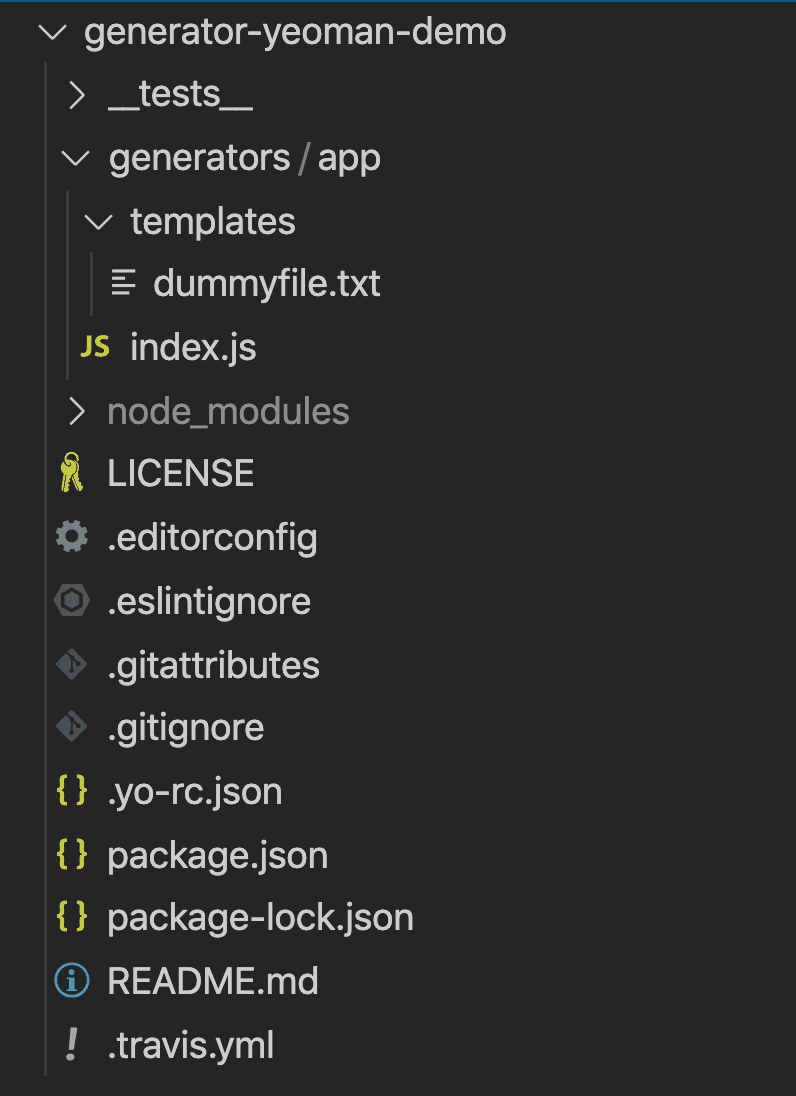 generator-yeoman-demo
__tests__
generators / app
templates
dummyfile.txt
JS index.js
node_modules
LICENSE
.editorconfig
.eslintignore
.gitattributes
.gitignore
{ } .yo-rc.json
{ } package.json
{ } package-lock.json
README.md
! .travis.yml